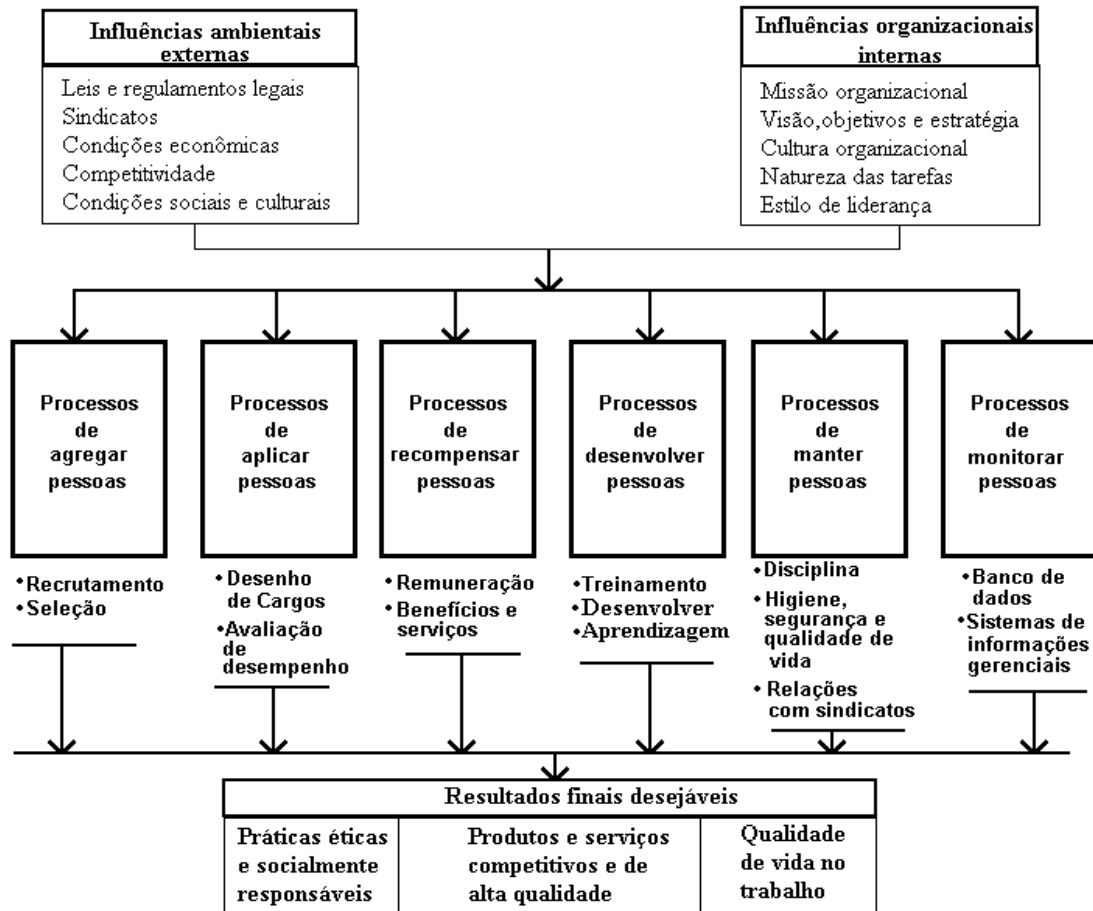 Influências ambientais
externas
Leis e regulamentos legais
Sindicatos
Condições econômicas
Competitividade
Condições sociais e culturais
Influências organizacionais
internas
Missão organizacional
Visão,objetivos e estratégia
Cultura organizacional
Natureza das tarefas
Estilo de liderança
Processos
de
agregar
pessoas
•Recrutamento
•Seleção
Processos
de
aplicar
pessoas
•Desenho
de Cargos
•Avaliação
de
desempenho
Processos
de
recompensar
pessoas
•Remuneração
•Benefícios e
serviços
Processos
de
desenvolver
pessoas
•Treinamento
•Desenvolver
•Aprendizagem
Processos
de
manter
pessoas
•Disciplina
•Higiene,
segurança e
qualidade de
vida
•Relações
com sindicatos
Processos
de
monitorar
pessoas
•Banco de
dados
•Sistemas de
informações
gerenciais
Resultados finais desejáveis
Práticas éticas
e socialmente
responsáveis
Produtos e serviços
competitivos e de
alta qualidade
Qualidade
de vida no
trabalho